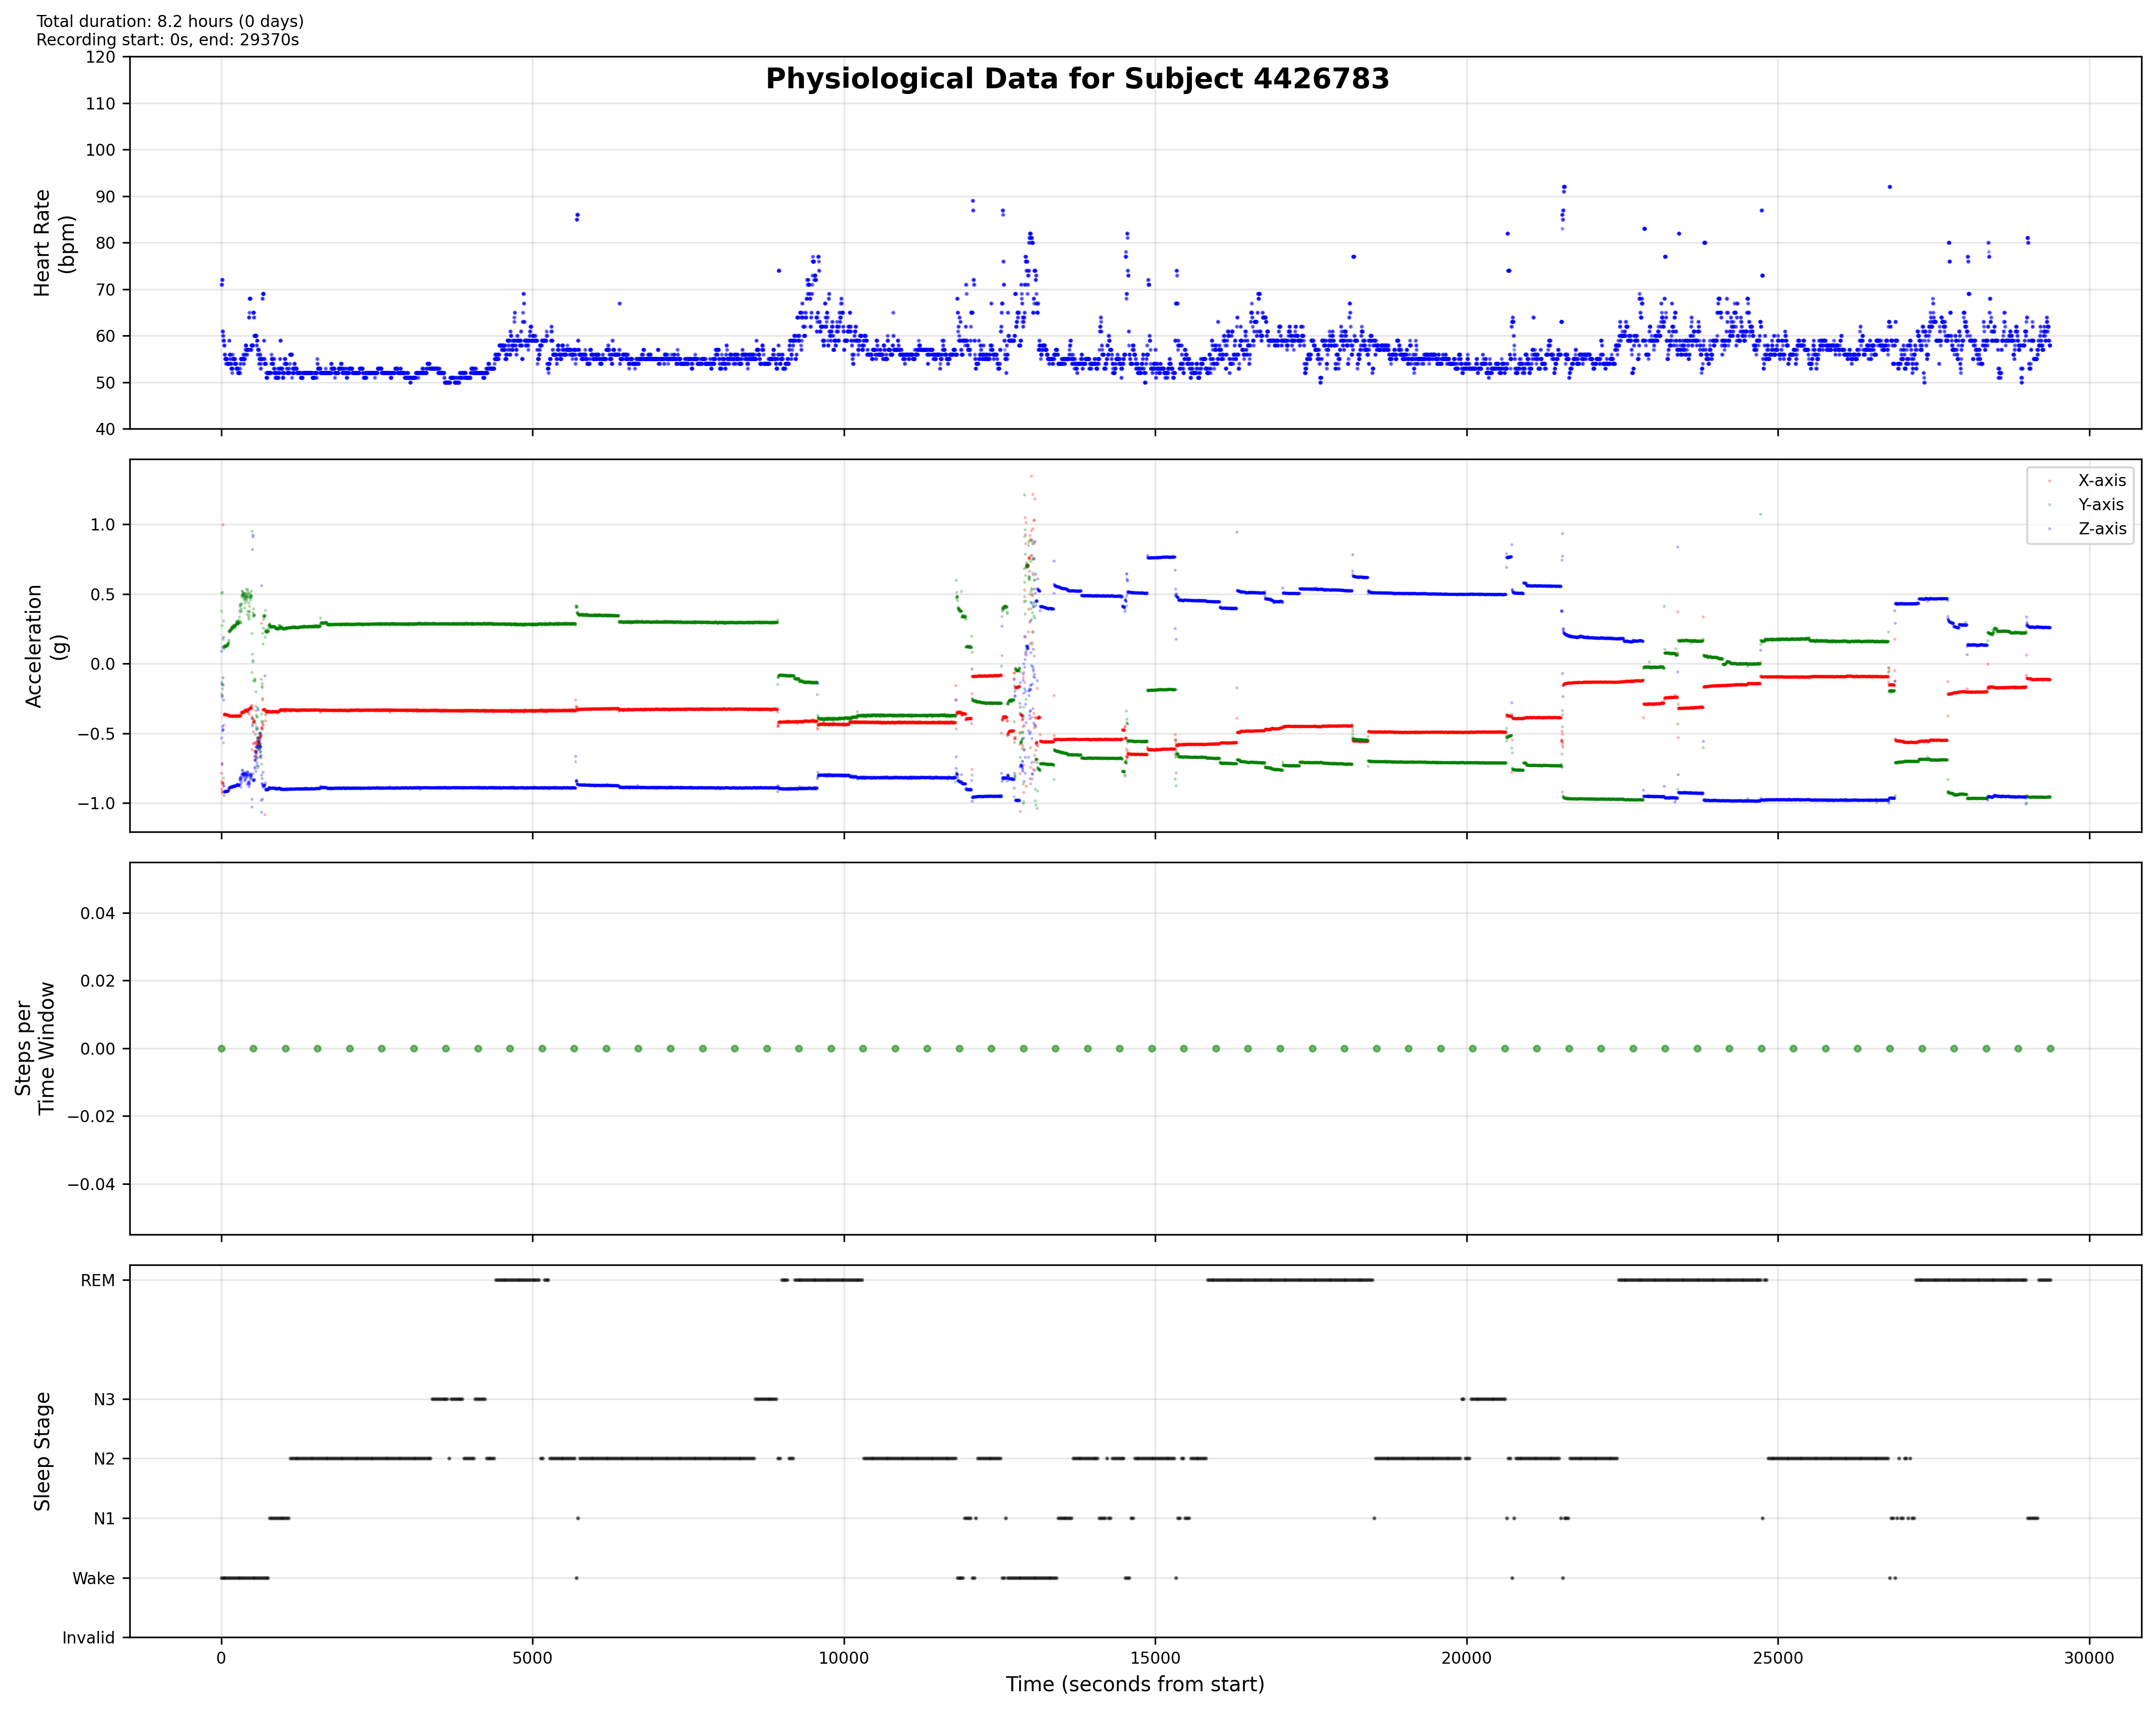 Total duration: 8.2 hours (0 days)
Recording start: 0s, end: 29370s
Physiological Data for Subject 4426783
120
110
100
90
80
70
60
50
40
Heart Rate
(bpm)
1.0
0.5
0.0
−0.5
−1.0
Acceleration
(g)
X-axis
Y-axis
Z-axis
0.04
0.02
0.00
−0.02
−0.04
Steps per
Time Window
REM
N3
N2
N1
Wake
Invalid
Sleep Stage
0 5000 10000 15000 20000 25000 30000
Time (seconds from start)